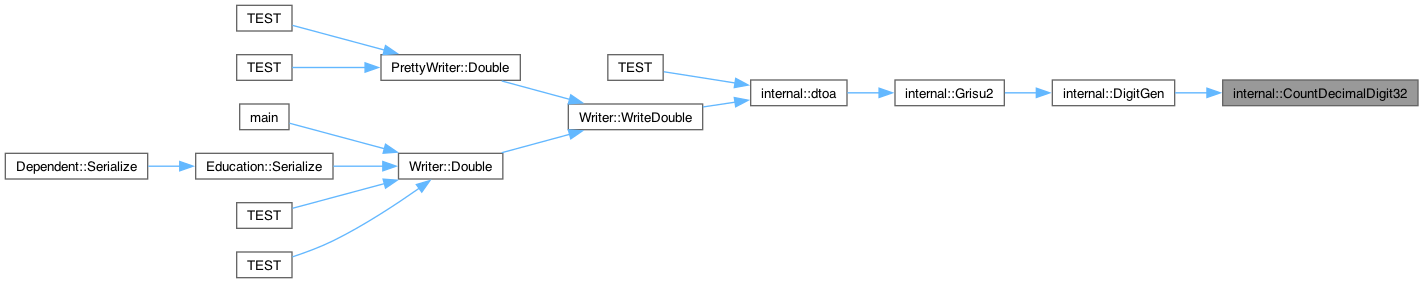 TEST
TEST
PrettyWriter::Double
TEST
main
Dependent::Serialize
Education::Serialize
Writer::Double
TEST
TEST
Writer::WriteDouble
internal::dtoa
internal::Grisu2
internal::DigitGen
internal::CountDecimalDigit32